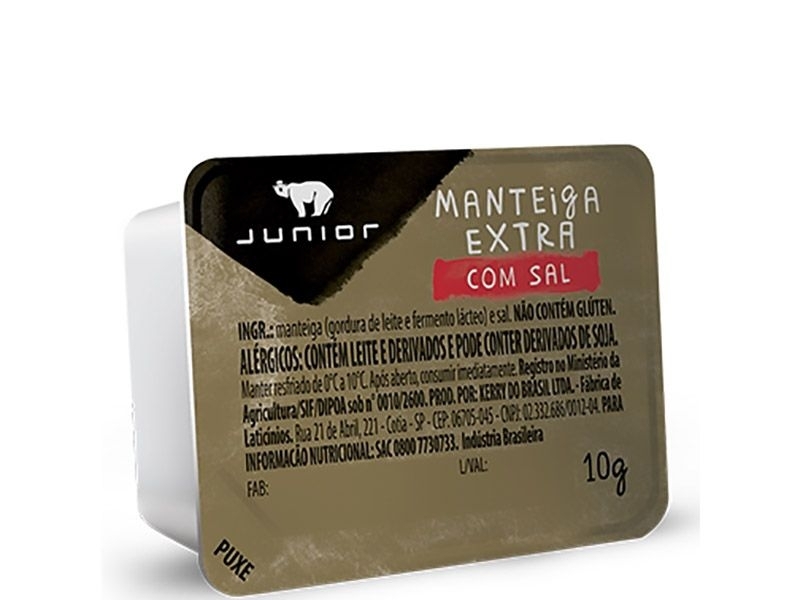 JUNIOR
MANTEIGA
EXTRA
COM SAL
INGR.: manteiga (gordura de leite e fermento lácteo) e sal. NÃO CONTÉM GLÚTEN.
ALÉRGICOS: CONTÉM LEITE E DERIVADOS E PODE CONTER DERIVADOS DE SOJA.
Manter resfriado de 0°C a 10°C. Após aberto, consumir imediatamente. Registro no Ministério da
Agricultura/SIF/DIPOA sob n° 0010/2600. PROD. POR: KERRY DO BRASIL LTDA. - Fábrica de
Laticínios. Rua 21 de Abril, 221 - Cotia - SP - CEP: 06705-045 - CNPJ: 02.332.686/0012-04. PARA
INFORMAÇÃO NUTRICIONAL: SAC 0800 7730733. Indústria Brasileira
FAB:
L/VAL:
10g
PUXE